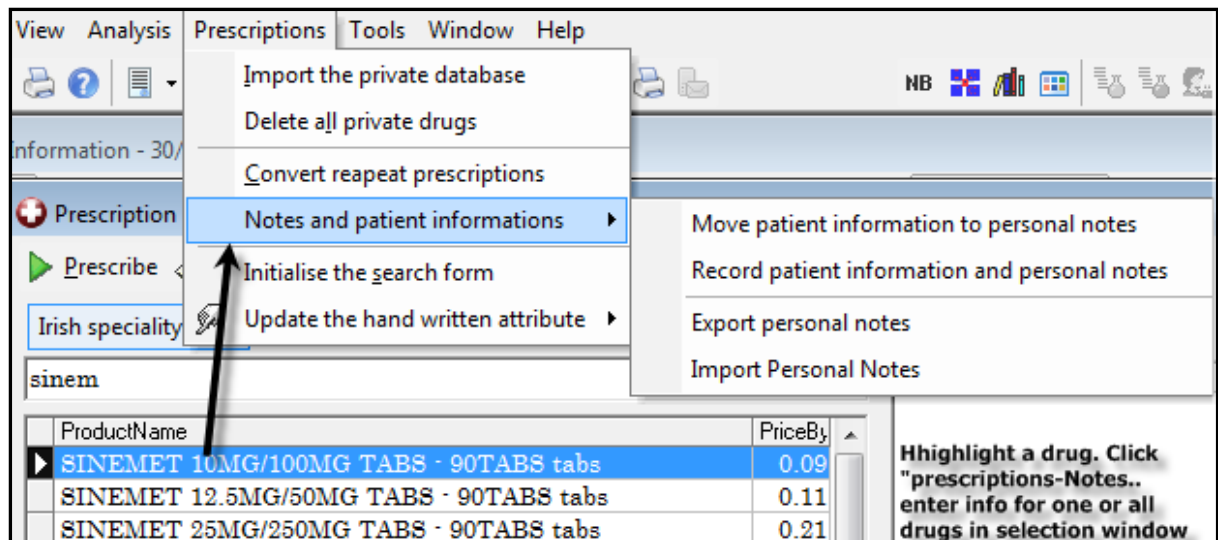 View Analysis Prescriptions Tools Window Help
Import the private database
NB
Delete all private drugs
nformation - 30/
Convert reapeat prescriptions
Prescription
Notes and patient informations
Move patient information to personal notes
Prescribe
Initialise the search form
Record patient information and personal notes
Irish speciality
Update the hand written attribute
Export personal notes
sinem
Import Personal Notes
ProductName PriceBy
SINEMET 10MG/100MG TABS - 90TABS tabs 0.09
SINEMET 12.5MG/50MG TABS - 90TABS tabs 0.11
SINEMET 25MG/250MG TABS - 90TABS tabs 0.21
Hhighlight a drug. Click
"prescriptions-Notes..
enter info for one or all
drugs in selection window